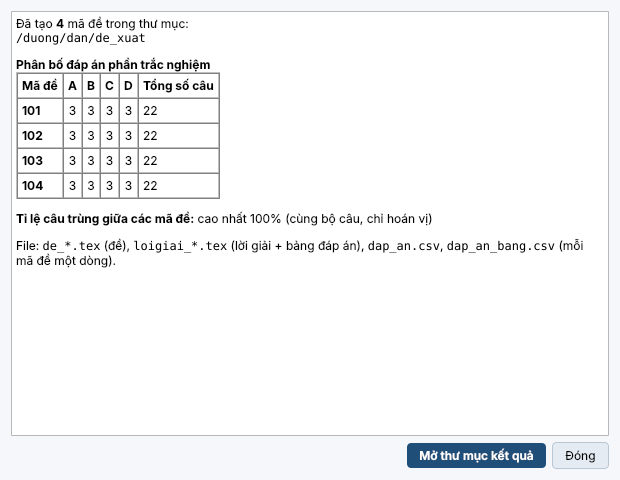 Đã tạo 4 mã đề trong thư mục:
/duong/dan/de_xuat
Phân bố đáp án phần trắc nghiệm
Mã đề A B C D Tổng số câu
101 3 3 3 3 22
102 3 3 3 3 22
103 3 3 3 3 22
104 3 3 3 3 22
Tỉ lệ câu trùng giữa các mã đề: cao nhất 100% (cùng bộ câu, chỉ hoán vị)
File: de_*.tex (đề), loigiai_*.tex (lời giải + bảng đáp án), dap_an.csv, dap_an_bang.csv (mỗi
mã đề một dòng).
Mở thư mục kết quả
Đóng